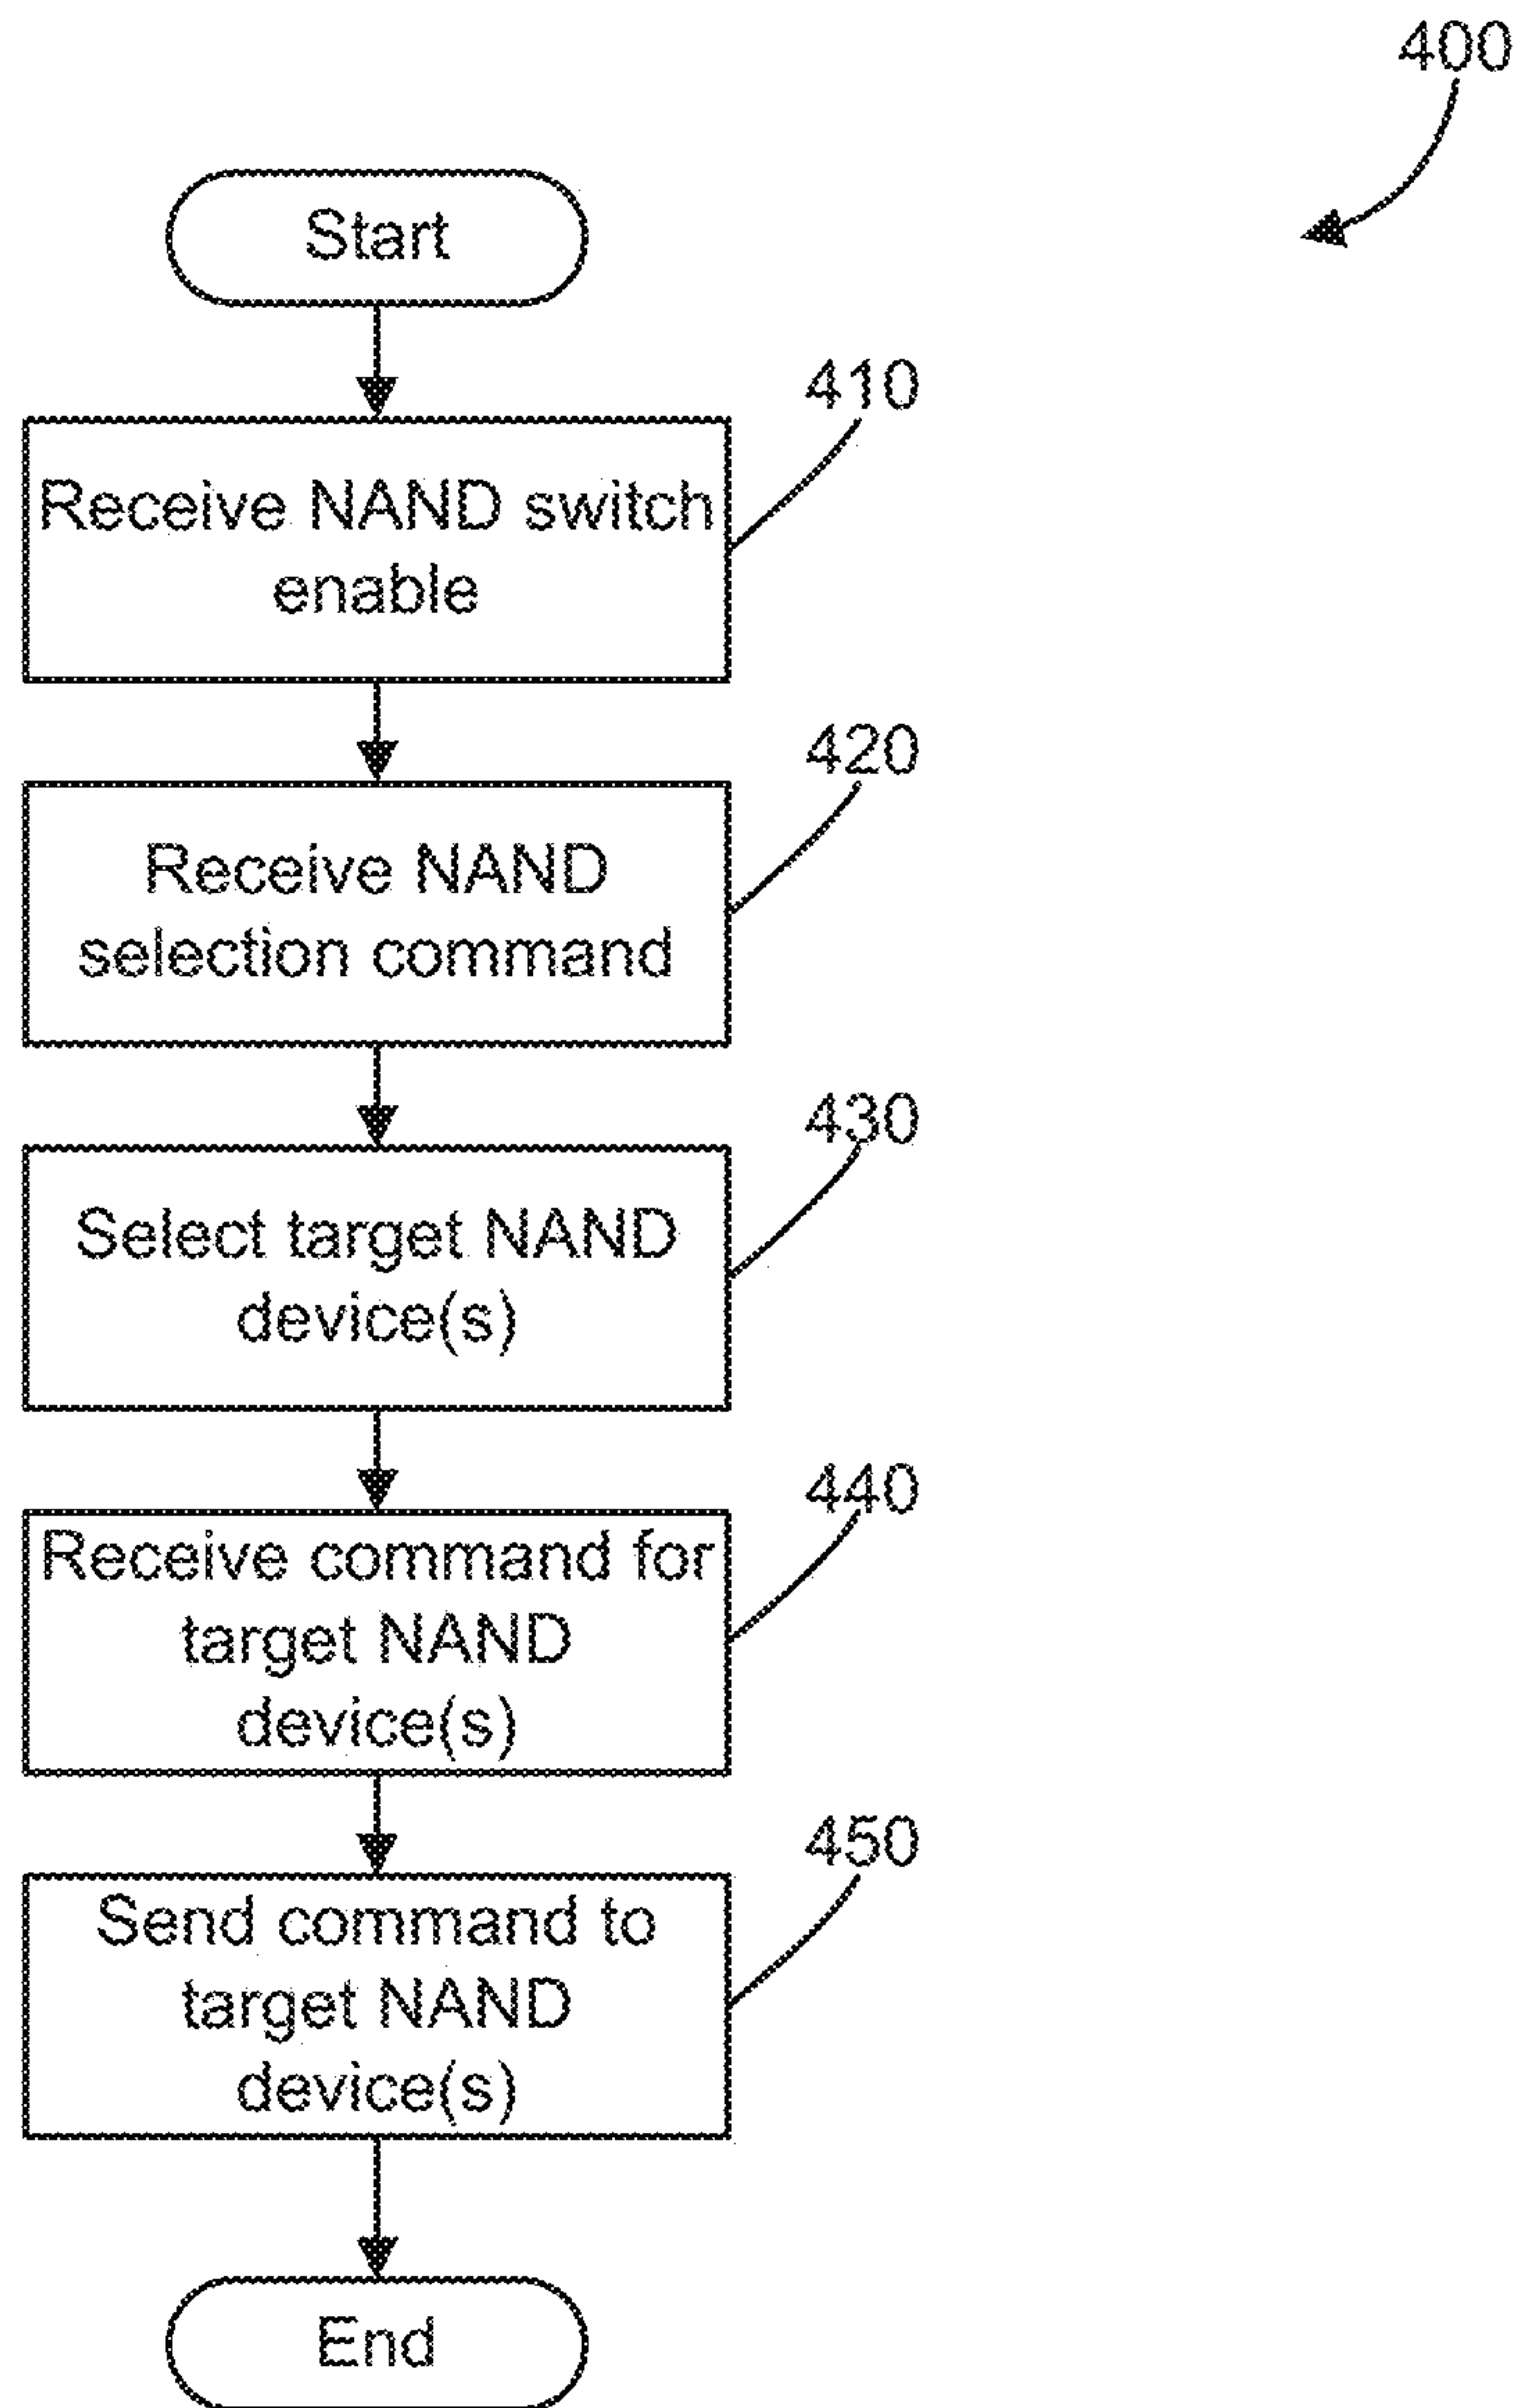 400
Start
410
Receive NAND switch
enable
420
Receive NAND
selection command
430
Select target NAND
device(s)
440
Receive command for
target NAND
device(s)
450
Send command to
target NAND
device(s)
End